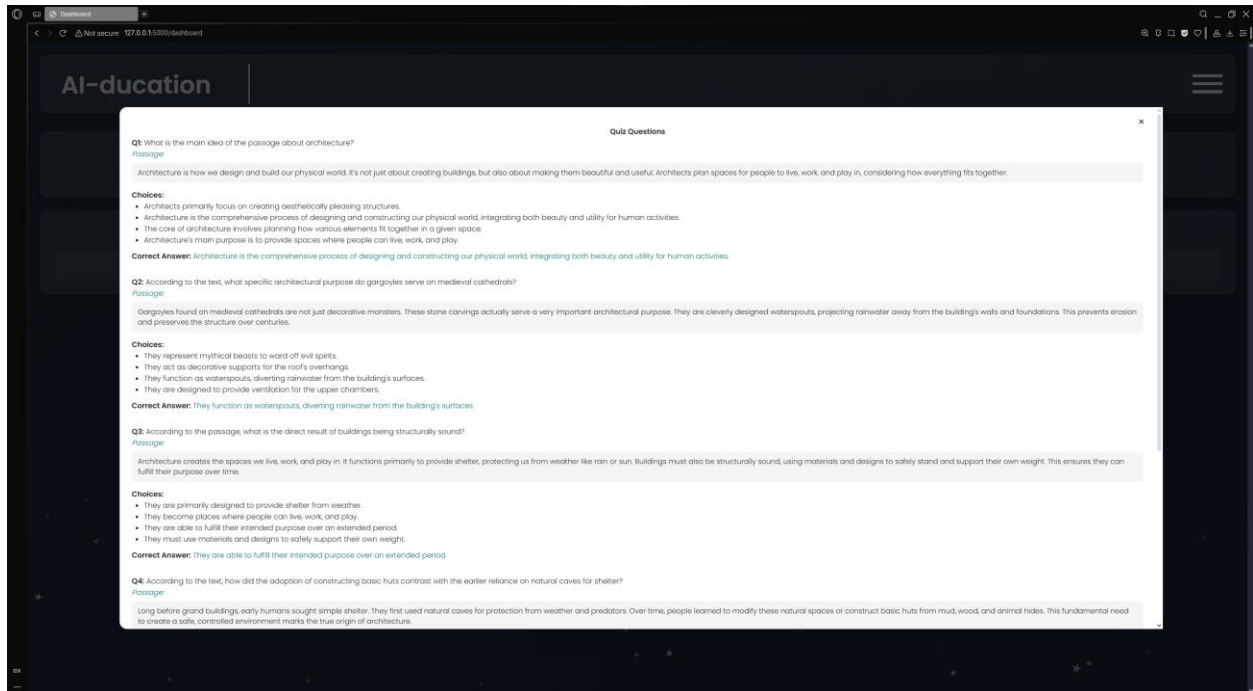 Dashboard
Not secure 127.0.0.1:5000/dashboard
AI-ducation
Quiz Questions
Q1: What is the main idea of the passage about architecture?
Passage:
Architecture is how we design and build our physical world. It's not just about creating buildings, but also about making them beautiful and useful. Architects plan spaces for people to live, work, and play in, considering how everything fits together.
Choices:
• Architects primarily focus on creating aesthetically pleasing structures.
• Architecture is the comprehensive process of designing and constructing our physical world, integrating both beauty and utility for human activities.
• The core of architecture involves planning how various elements fit together in a given space.
• Architecture's main purpose is to provide spaces where people can live, work, and play.
Correct Answer: Architecture is the comprehensive process of designing and constructing our physical world, integrating both beauty and utility for human activities.
Q2: According to the text, what specific architectural purpose do gargoyles serve on medieval cathedrals?
Passage:
Gargoyles found on medieval cathedrals are not just decorative monsters. These stone carvings actually serve a very important architectural purpose. They are cleverly designed waterspouts, projecting rainwater away from the building's walls and foundations. This prevents erosion
and preserves the structure over centuries.
Choices:
• They represent mythical beasts to ward off evil spirits.
• They act as decorative supports for the roof's overhangs.
• They function as waterspouts, diverting rainwater from the building's surfaces.
• They are designed to provide ventilation for the upper chambers.
Correct Answer: They function as waterspouts, diverting rainwater from the building's surfaces.
Q3: According to the passage, what is the direct result of buildings being structurally sound?
Passage:
Architecture creates the spaces we live, work, and play in. It functions primarily to provide shelter, protecting us from weather like rain or sun. Buildings must also be structurally sound, using materials and designs to safely stand and support their own weight. This ensures they can
fulfill their purpose over time.
Choices:
• They are primarily designed to provide shelter from weather.
• They become places where people can live, work, and play.
• They are able to fulfill their intended purpose over an extended period.
• They must use materials and designs to safely support their own weight.
Correct Answer: They are able to fulfill their intended purpose over an extended period.
Q4: According to the text, how did the adoption of constructing basic huts contrast with the earlier reliance on natural caves for shelter?
Passage:
Long before grand buildings, early humans sought simple shelter. They first used natural caves for protection from weather and predators. Over time, people learned to modify these natural spaces or construct basic huts from mud, wood, and animal hides. This fundamental need
to create a safe, controlled environment marks the true origin of architecture.